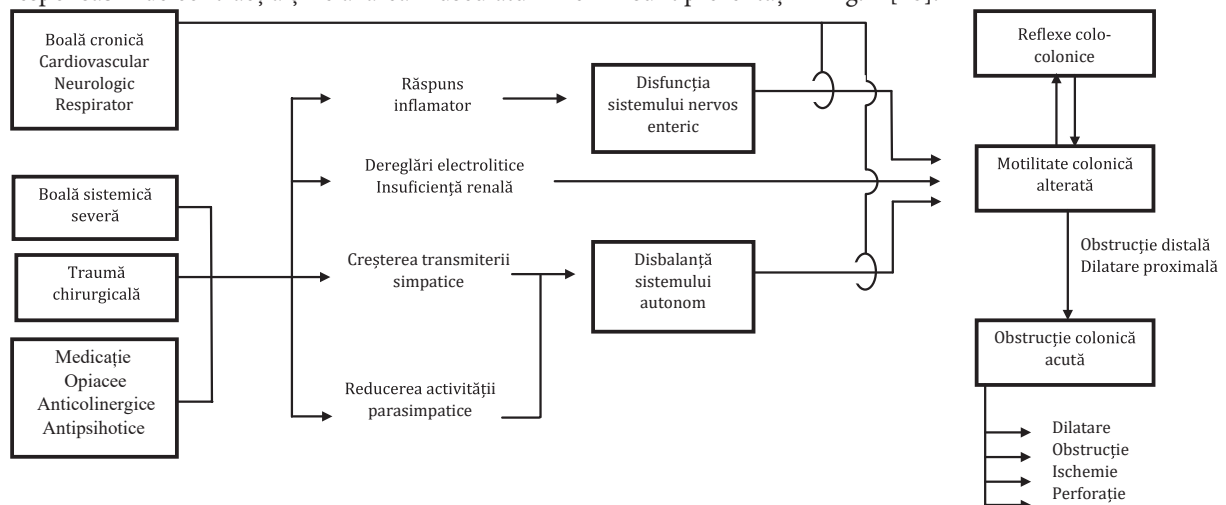 Boală cronică
Cardiovascular
Neurologic
Respirator
Boală sistemică
severă
Traumă
chirurgicală
Medicație
Opiacee
Anticolinergice
Antipsihotice
Răspuns
inflamator
Dereglări electrolitice
Insuficiență renală
Creșterea transmiterii
simpatice
Reducerea activității
parasimpatice
Disfuncția
sistemului nervos
enteric
Disbalanță
sistemului
autonom
Reflexe colo-
colonice
Motilitate colonică
alterată
Obstrucție distală
Dilatare proximală
Obstrucție colonică
acută
Dilatare
Obstrucție
Ischemie
Perforație